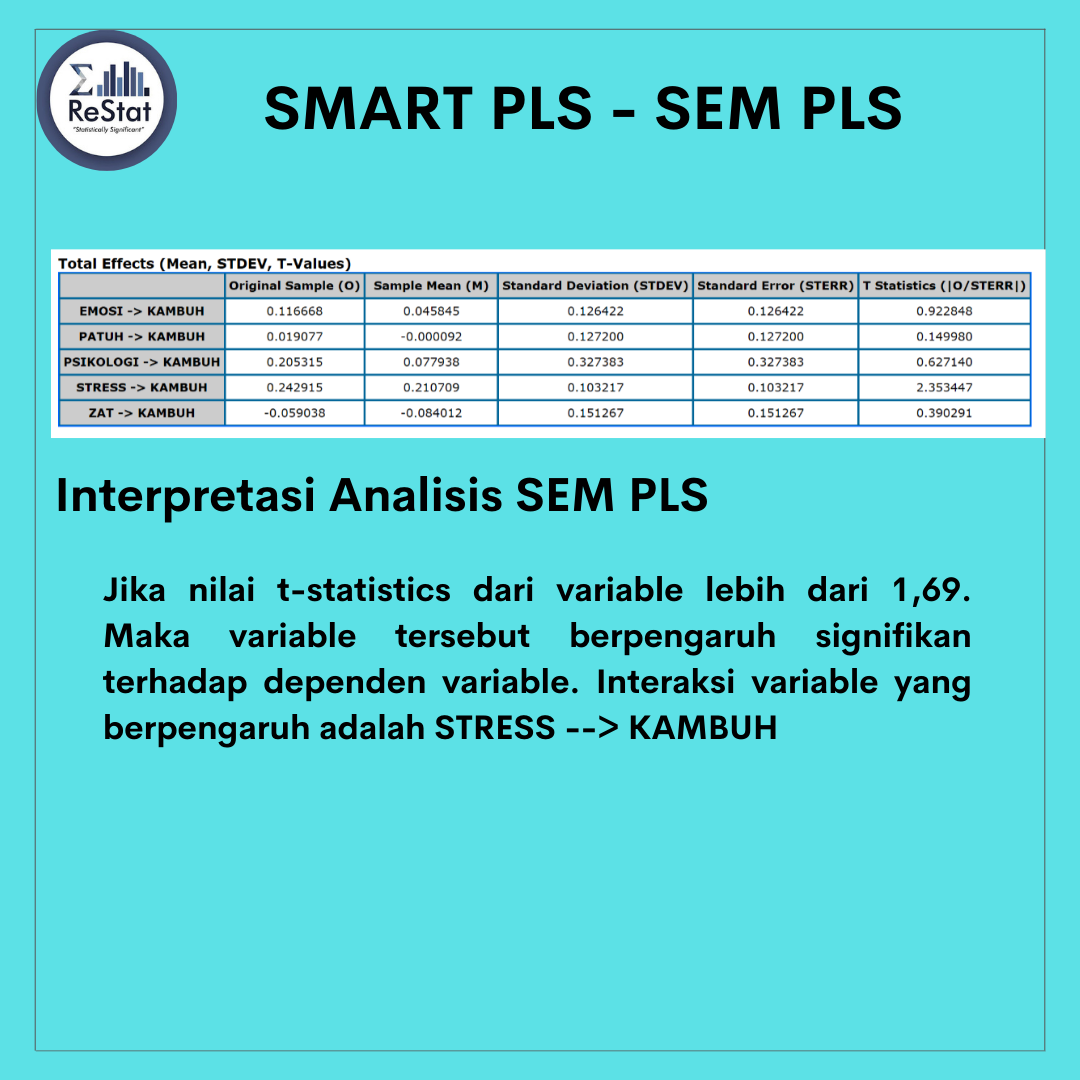 Σ
ReStat
"Statistically Significant"
SMART PLS - SEM PLS
Total Effects (Mean, STDEV, T-Values)
Original Sample (O) Sample Mean (M) Standard Deviation (STDEV) Standard Error (STERR) T Statistics (|O/STERR|)
EMOSI -> KAMBUH 0.116668 0.045845 0.126422 0.126422 0.922848
PATUH -> KAMBUH 0.019077 -0.000092 0.127200 0.127200 0.149980
PSIKOLOGI -> KAMBUH 0.205315 0.077938 0.327383 0.327383 0.627140
STRESS -> KAMBUH 0.242915 0.210709 0.103217 0.103217 2.353447
ZAT -> KAMBUH -0.059038 -0.084012 0.151267 0.151267 0.390291
Interpretasi Analisis SEM PLS
Jika nilai t-statistics dari variable lebih dari 1,69.
Maka variable tersebut berpengaruh signifikan
terhadap dependen variable. Interaksi variable yang
berpengaruh adalah STRESS --> KAMBUH